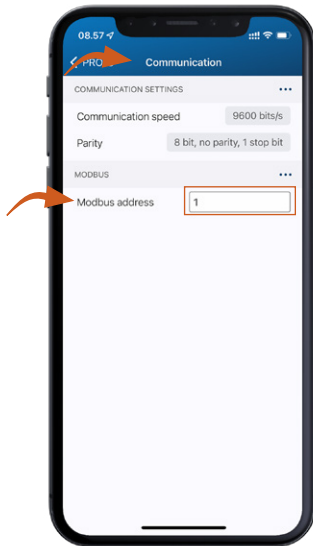 08.57
PRO
Communication
COMMUNICATION SETTINGS
Communication speed 9600 bits/s
Parity 8 bit, no parity, 1 stop bit
MODBUS
Modbus address 1